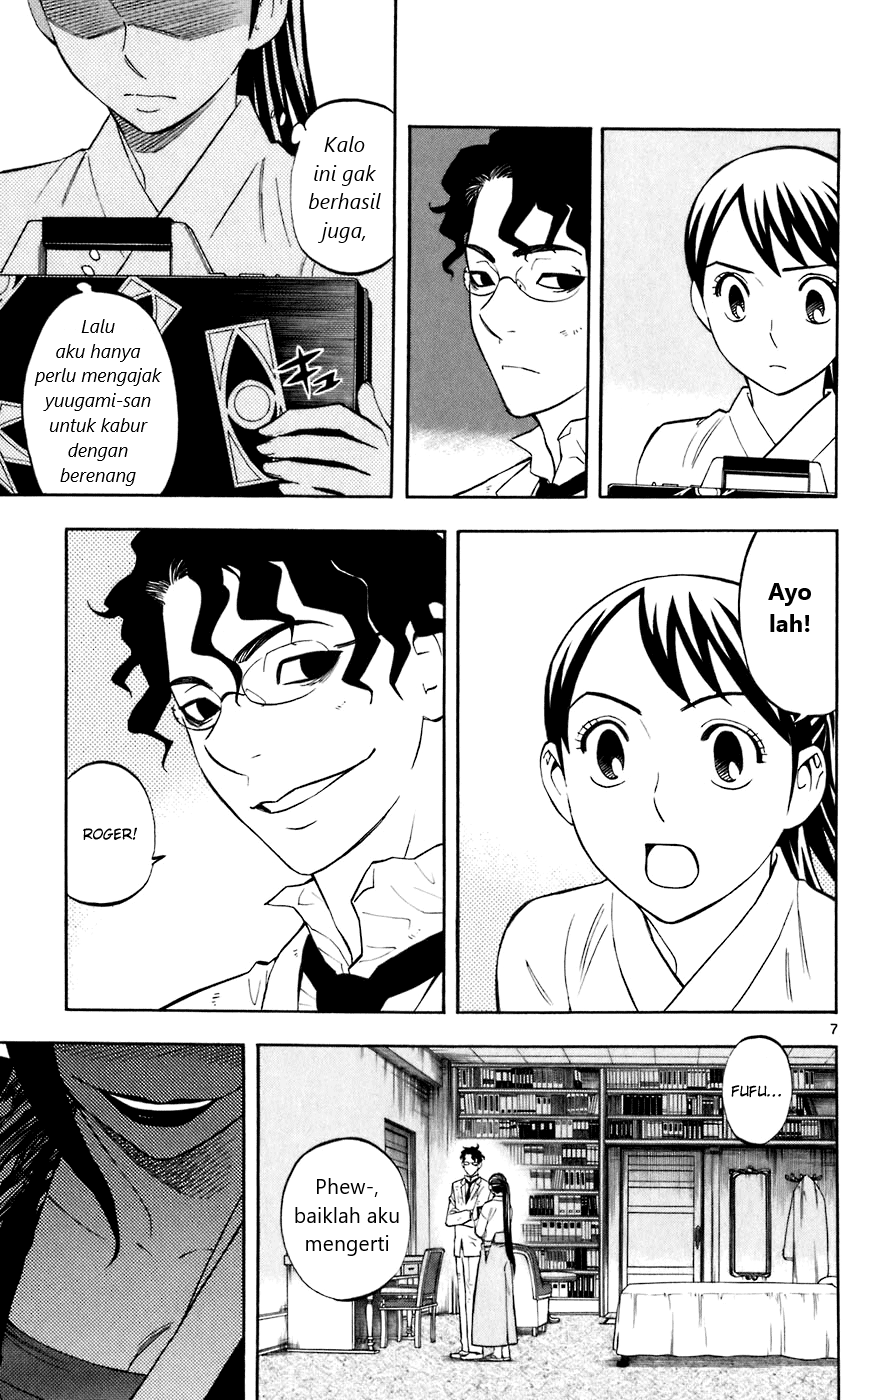 Kalo
ini gak
berhasil
juga,
Lalu
aku hanya
perlu mengajak
yuugami-san
untuk kabur
dengan
berenang
キュ
Ayo
lah!
ROGER!
7
FUFU...
Phew-,
baiklah aku
mengerti